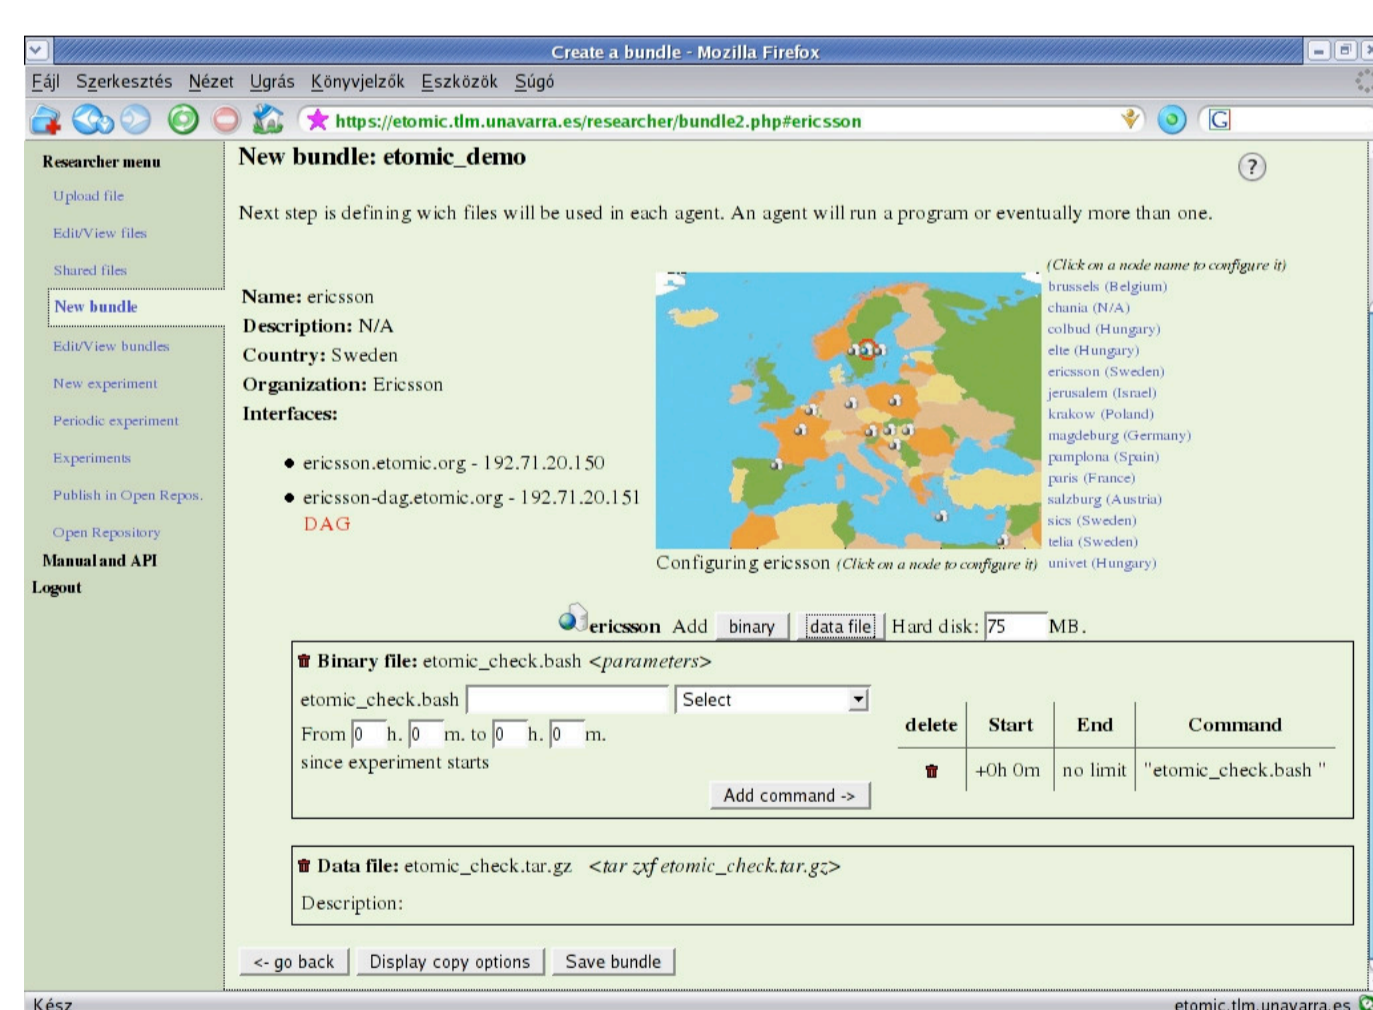 Create a bundle - Mozilla Firefox
Fájl Szerkesztés Nézet Ugrás Könyvjelzők Eszközök Súgó
https://etomic.tlm.unavarra.es/researcher/bundle2.php#ericsson
G
Researcher menu
Upload file
Edit/View files
Shared files
New bundle
Edit/View bundles
New experiment
Periodic experiment
Experiments
Publish in Open Repos.
Open Repository
Manual and API
Logout
New bundle: etomic_demo
?
Next step is defining wich files will be used in each agent. An agent will run a program or eventually more than one.
Name: ericsson
Description: N/A
Country: Sweden
Organization: Ericsson
Interfaces:
ericsson.etomic.org - 192.71.20.150
ericsson-dag.etomic.org - 192.71.20.151
DAG
Configuring ericsson (Click on a node to configure it)
(Click on a node name to configure it)
brussels (Belgium)
chania (N/A)
colbud (Hungary)
elte (Hungary)
ericsson (Sweden)
jerusalem (Israel)
krakow (Poland)
magdeburg (Germany)
pamplona (Spain)
paris (France)
salzburg (Austria)
sics (Sweden)
telia (Sweden)
univet (Hungary)
ericsson Add binary data file Hard disk: 75 MB.
Binary file: etomic_check.bash <parameters>
etomic_check.bash Select
From 0 h. 0 m. to 0 h. 0 m.
since experiment starts
Add command ->
delete Start End Command
+0h 0m no limit "etomic_check.bash "
Data file: etomic_check.tar.gz <tar zxf etomic_check.tar.gz>
Description:
<- go back Display copy options Save bundle
Kész etomic.tlm.unavarra.es